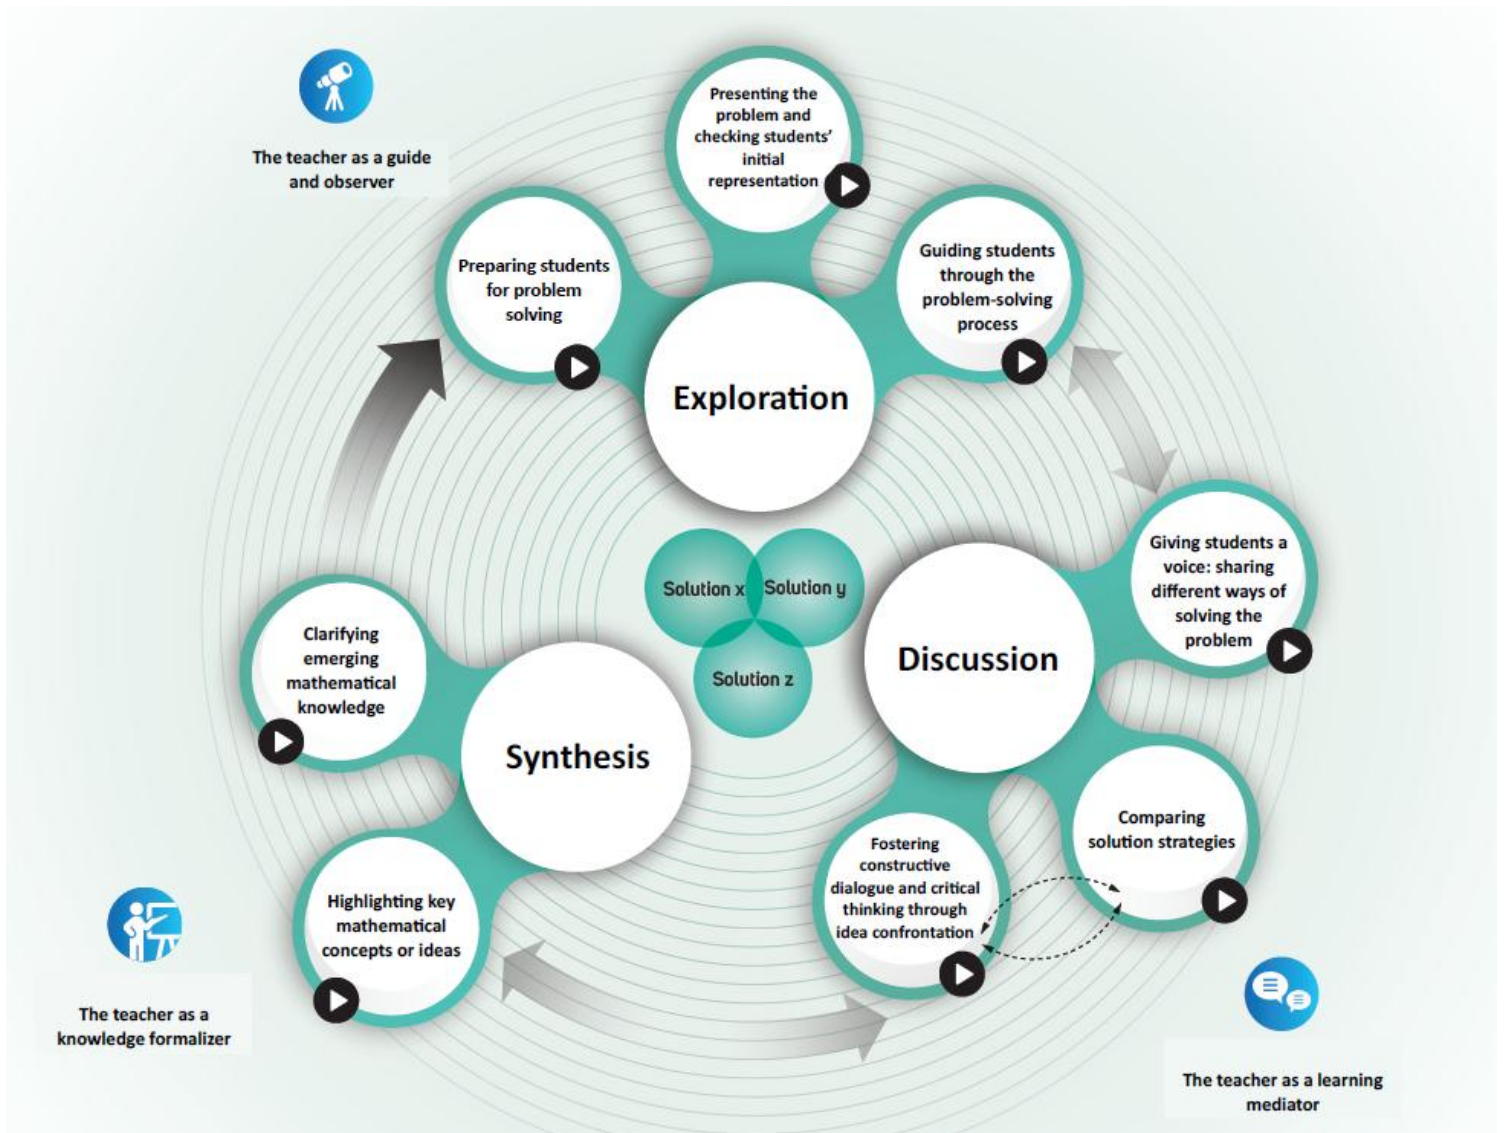 The teacher as a guide
and observer
Presenting the
problem and
checking students’
initial
representation
Preparing students
for problem
solving
Guiding students
through the
problem-solving
process
Exploration
Giving students a
voice: sharing
different ways of
solving the
problem
Solution x
Solution y
Solution z
Discussion
Clarifying
emerging
mathematical
knowledge
Synthesis
Comparing
solution strategies
Fostering
constructive
dialogue and critical
thinking through
idea confrontation
Highlighting key
mathematical
concepts or ideas
The teacher as a
knowledge formalizer
The teacher as a learning
mediator